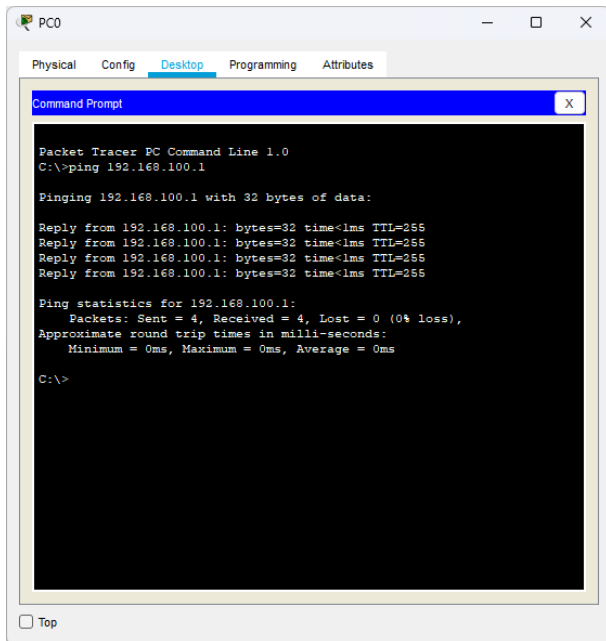 PC0
Physical Config Desktop Programming Attributes
Command Prompt X
Packet Tracer PC Command Line 1.0
C:\>ping 192.168.100.1
Pinging 192.168.100.1 with 32 bytes of data:
Reply from 192.168.100.1: bytes=32 time<1ms TTL=255
Reply from 192.168.100.1: bytes=32 time<1ms TTL=255
Reply from 192.168.100.1: bytes=32 time<1ms TTL=255
Reply from 192.168.100.1: bytes=32 time<1ms TTL=255
Ping statistics for 192.168.100.1:
Packets: Sent = 4, Received = 4, Lost = 0 (0% loss),
Approximate round trip times in milli-seconds:
Minimum = 0ms, Maximum = 0ms, Average = 0ms
C:\>
Top